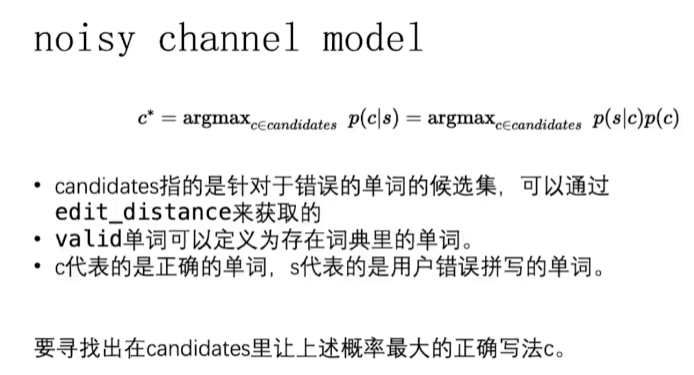 noisy channel model
c* = argmax_{c∈candidates} p(c|s) = argmax_{c∈candidates} p(s|c)p(c)
• candidates指的是针对于错误的单词的候选集，可以通过
edit_distance来获取的
• valid单词可以定义为存在词典里的单词。
• c代表的是正确的单词，s代表的是用户错误拼写的单词。
要寻找出在candidates里让上述概率最大的正确写法c。